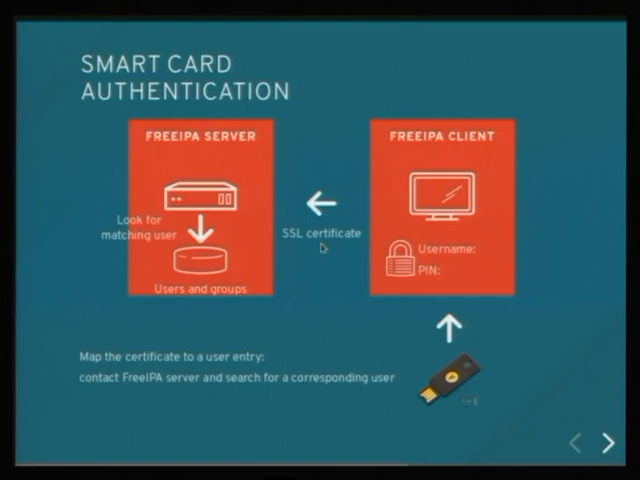 SMART CARD
AUTHENTICATION
FREEIPA SERVER
FREEIPA CLIENT
Look for
matching user
SSL certificate
Username:
PIN:
Users and groups
Map the certificate to a user entry:
contact FreeIPA server and search for a corresponding user